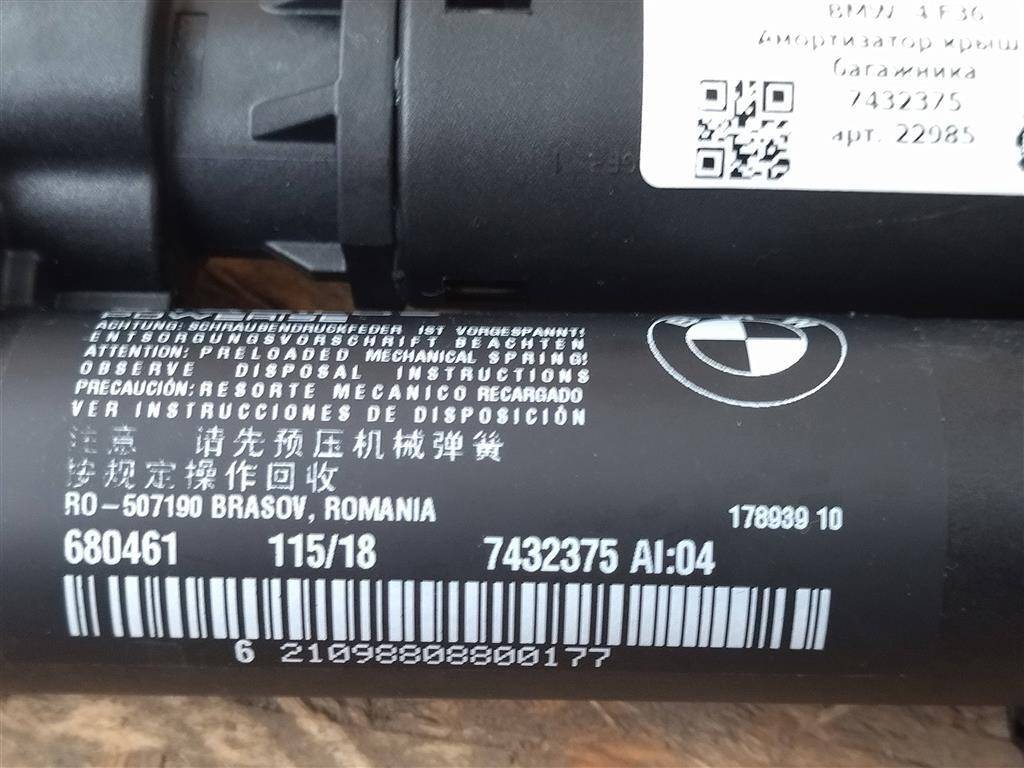 BMW 4 F36
Амортизатор крыш
багажника
7432375
арт. 22985
POWERISE
ACHTUNG: SCHRAUBENDRUCKFEDER IST VORGESPANNT!
ENTSORGUNGSVORSCHRIFT BEACHTEN
ATTENTION: PRELOADED MECHANICAL SPRING!
OBSERVE DISPOSAL INSTRUCTIONS
PRECAUCIÓN: RESORTE MECANICO RECARGADO
VER INSTRUCCIONES DE DISPOSICIÓN
注意 请先预压机械弹簧
按规定操作回收
RO-507190 BRASOV, ROMANIA
178939 10
680461 115/18 7432375 AI:04
6 21098808800177